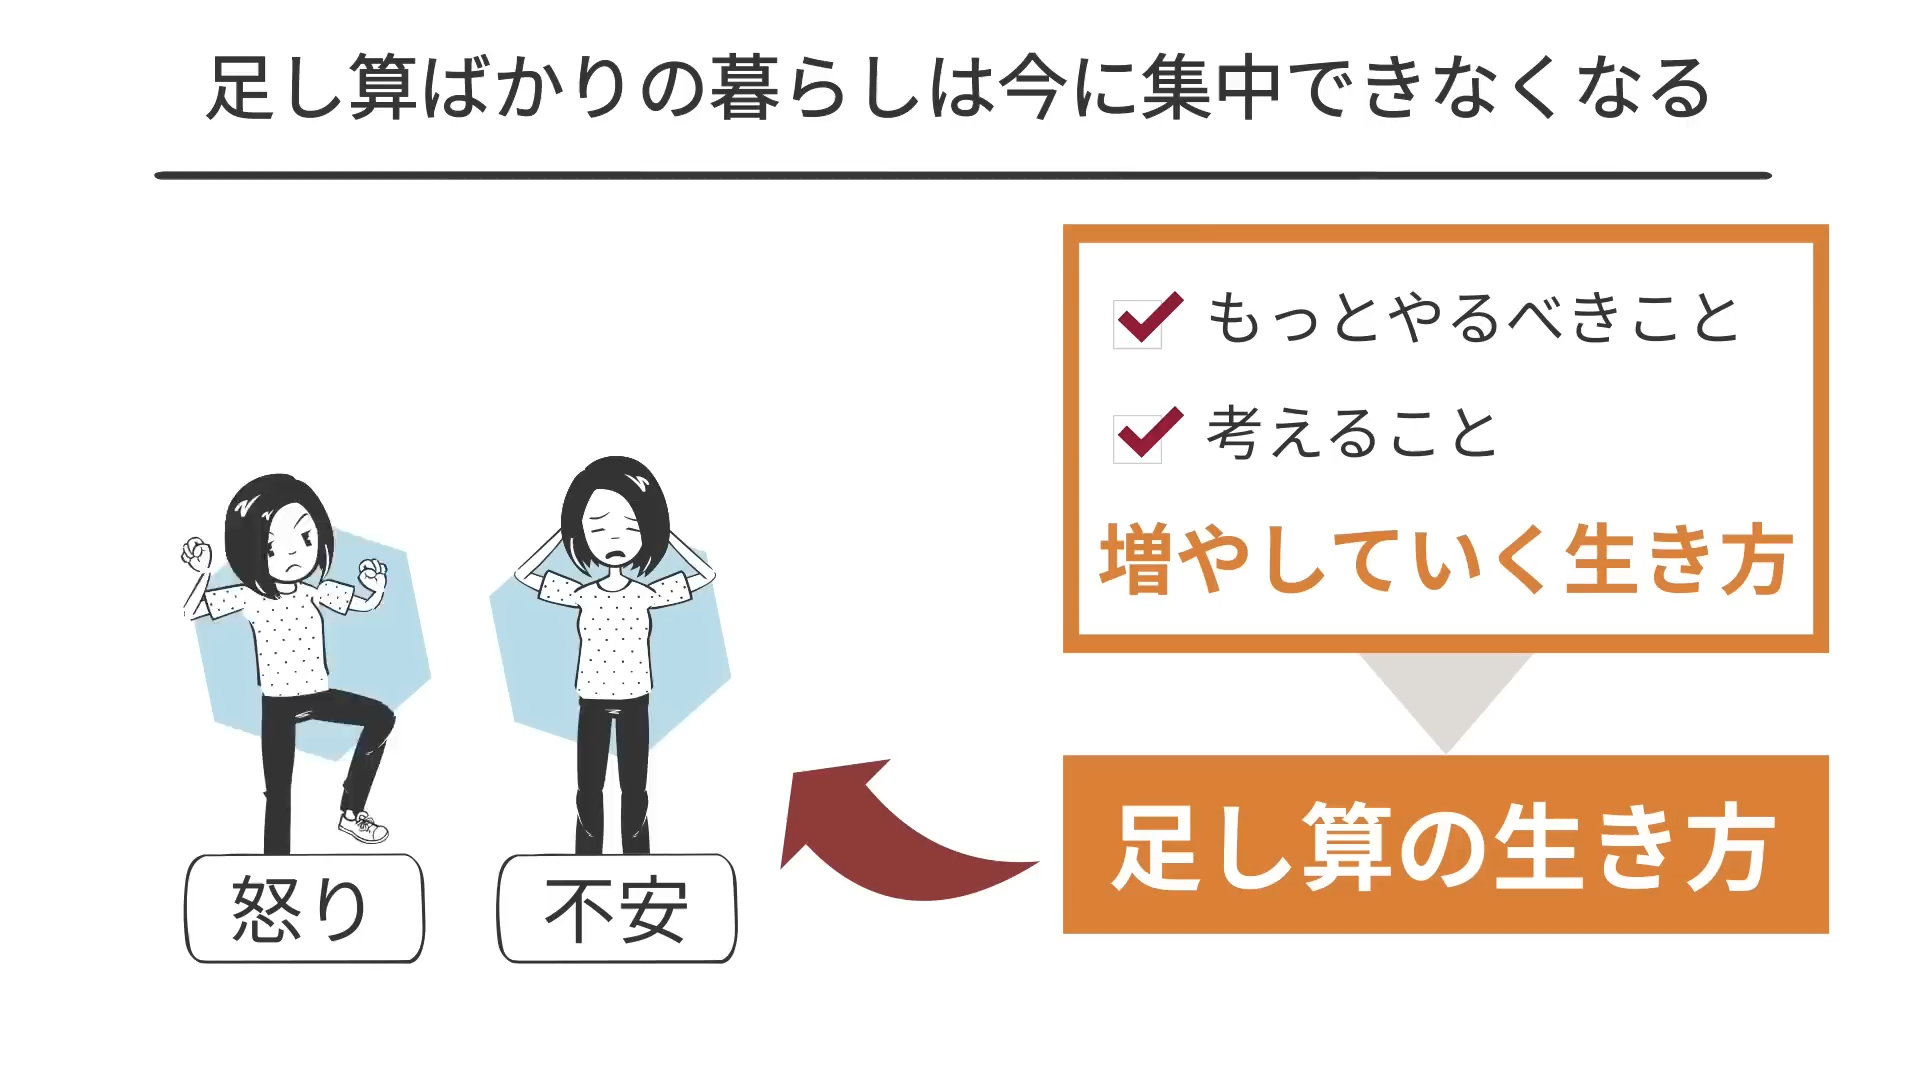 足し算ばかりの暮らしは今に集中できなくなる
もっとやるべきこと
考えること
増やしていく生き方
足し算の生き方
怒り
不安